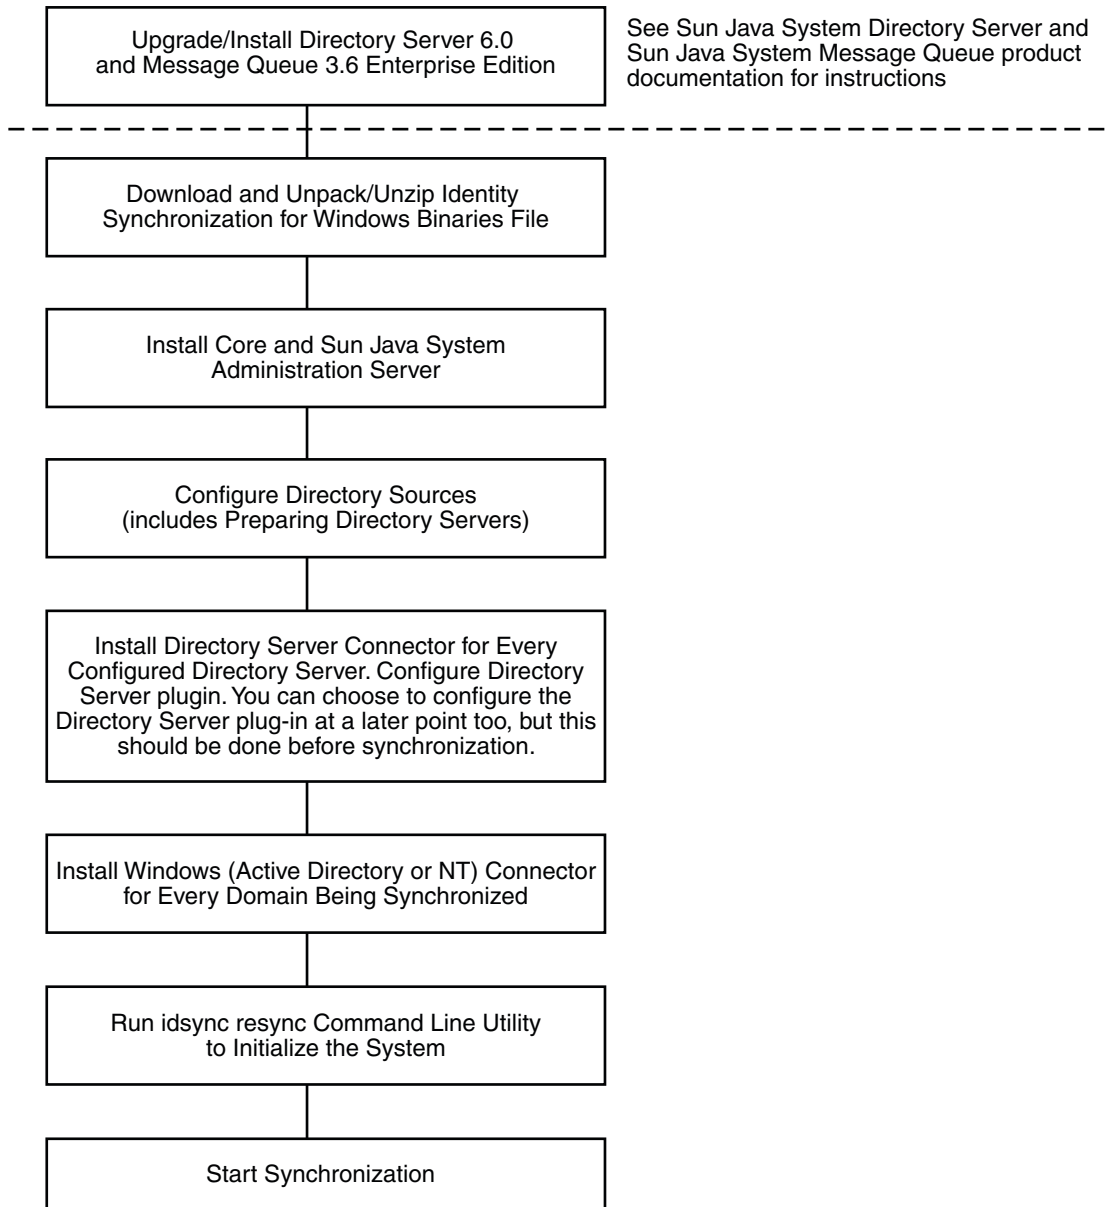 Upgrade/Install Directory Server 6.0
and Message Queue 3.6 Enterprise Edition
See Sun Java System Directory Server and
Sun Java System Message Queue product
documentation for instructions
Download and Unpack/Unzip Identity
Synchronization for Windows Binaries File
Install Core and Sun Java System
Administration Server
Configure Directory Sources
(includes Preparing Directory Servers)
Install Directory Server Connector for Every
Configured Directory Server. Configure Directory
Server plugin. You can choose to configure the
Directory Server plug-in at a later point too, but this
should be done before synchronization.
Install Windows (Active Directory or NT) Connector
for Every Domain Being Synchronized
Run idsync resync Command Line Utility
to Initialize the System
Start Synchronization